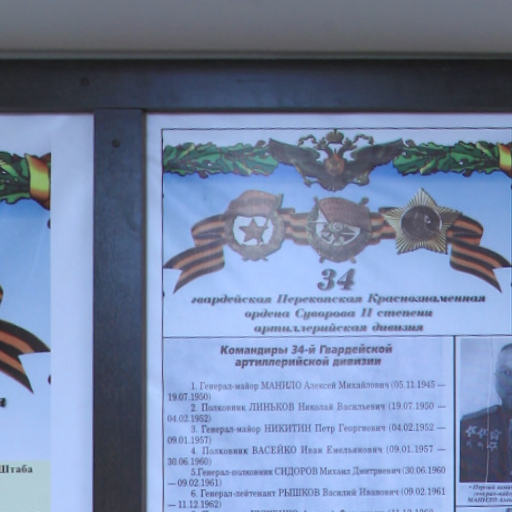 34
гвардейская Перекопская Краснознаменная
ордена Суворова II степени
артиллерийская дивизия
Командиры 34-й Гвардейской
артиллерийской дивизии
1. Генерал-майор МАНИЛО Алексей Михайлович (05.11.1945 —
19.07.1950)
2. Полковник ЛИНЬКОВ Николай Васильевич (19.07.1950 —
04.02.1952)
3. Генерал-майор НИКИТИН Петр Георгиевич (04.02.1952 —
09.01.1957)
4. Полковник ВАСЕЙКО Иван Емельянович (09.01.1957 —
30.06.1960)
5.Генерал-полковник СИДОРОВ Михаил Дмитриевич (30.06.1960
— 09.02.1961)
6. Генерал-лейтенант РЫШКОВ Василий Иванович (09.02.1961
— 11.12.1962)
Штаба